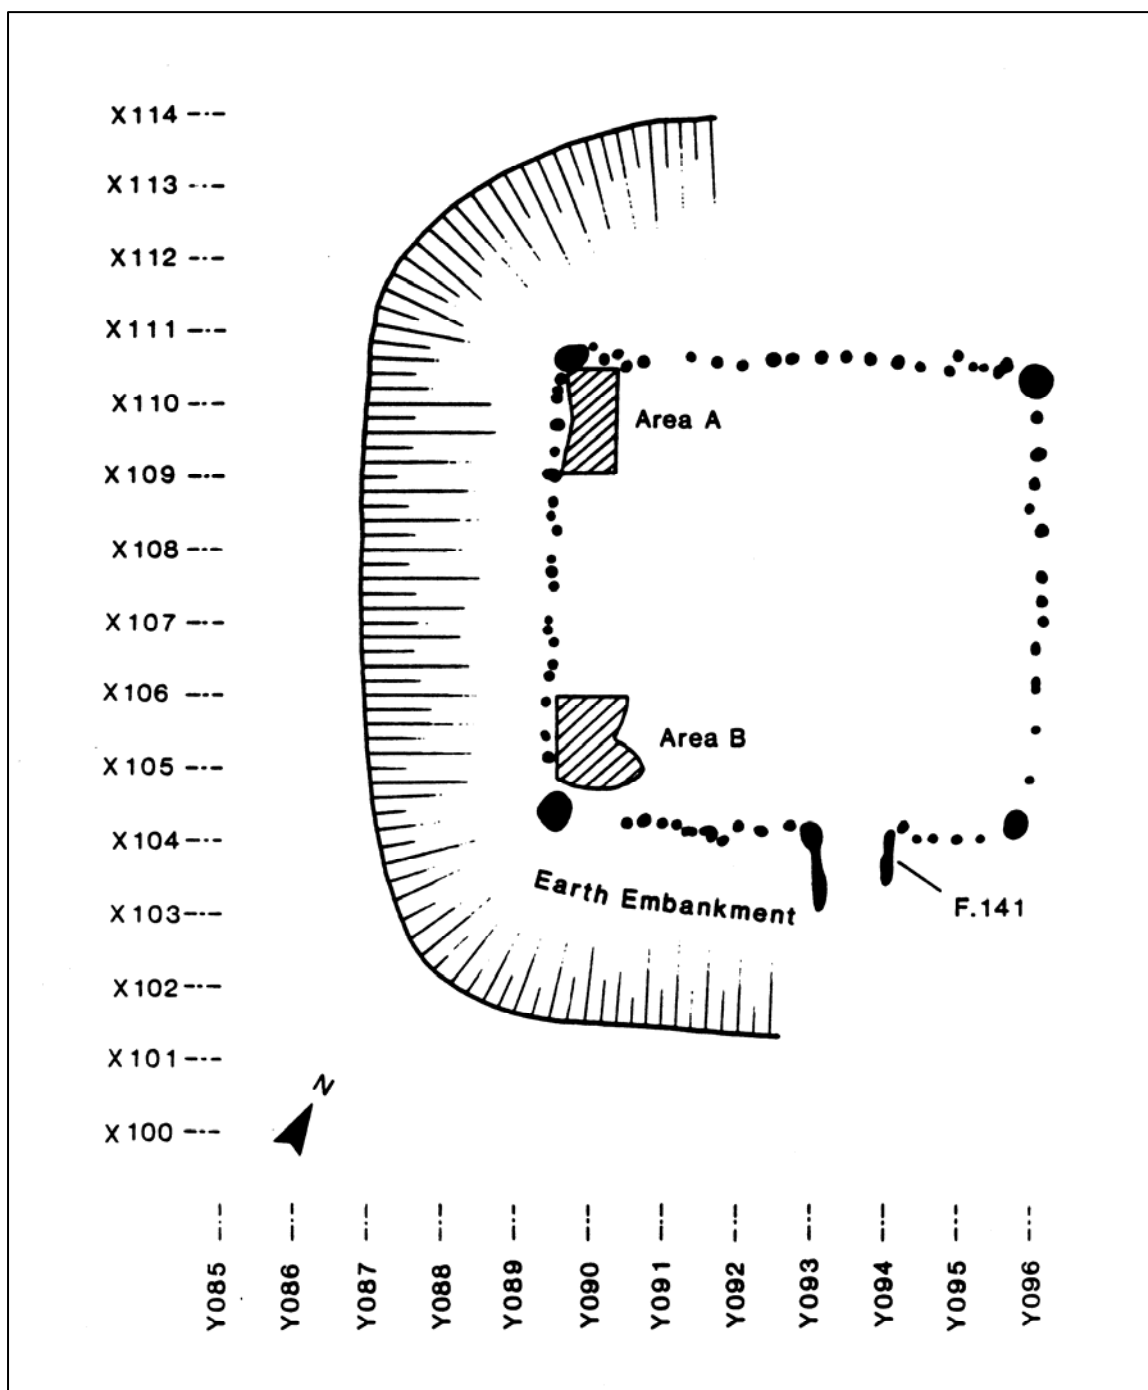 X114
X113
X112
X111
X110
Area A
X109
X108
X107
X106
Area B
X105
X104
Earth Embankment
F.141
X103
X102
X101
N
X100
Y085
Y086
Y087
Y088
Y089
Y090
Y091
Y092
Y093
Y094
Y095
Y096